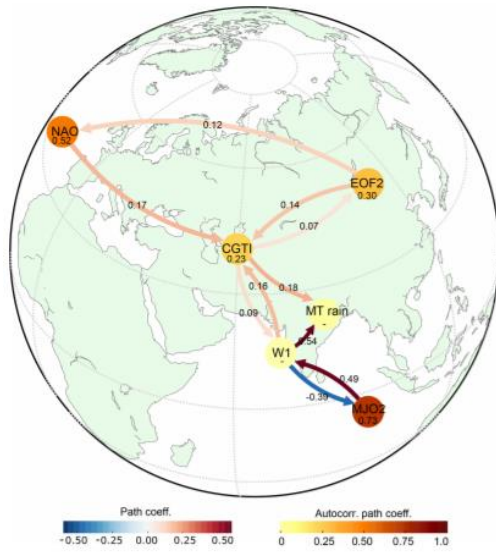 NAO
0.52
0.12
EOF2
0.30
0.17
0.14
0.07
CGTI
0.23
0.16
0.18
0.09
MT rain
-
0.54
W1
-
0.49
-0.39
MJO2
0.73
Path coeff.
Autocorr. path coeff.
-0.50 -0.25 0.00 0.25 0.50
0 0.25 0.50 0.75 1.0